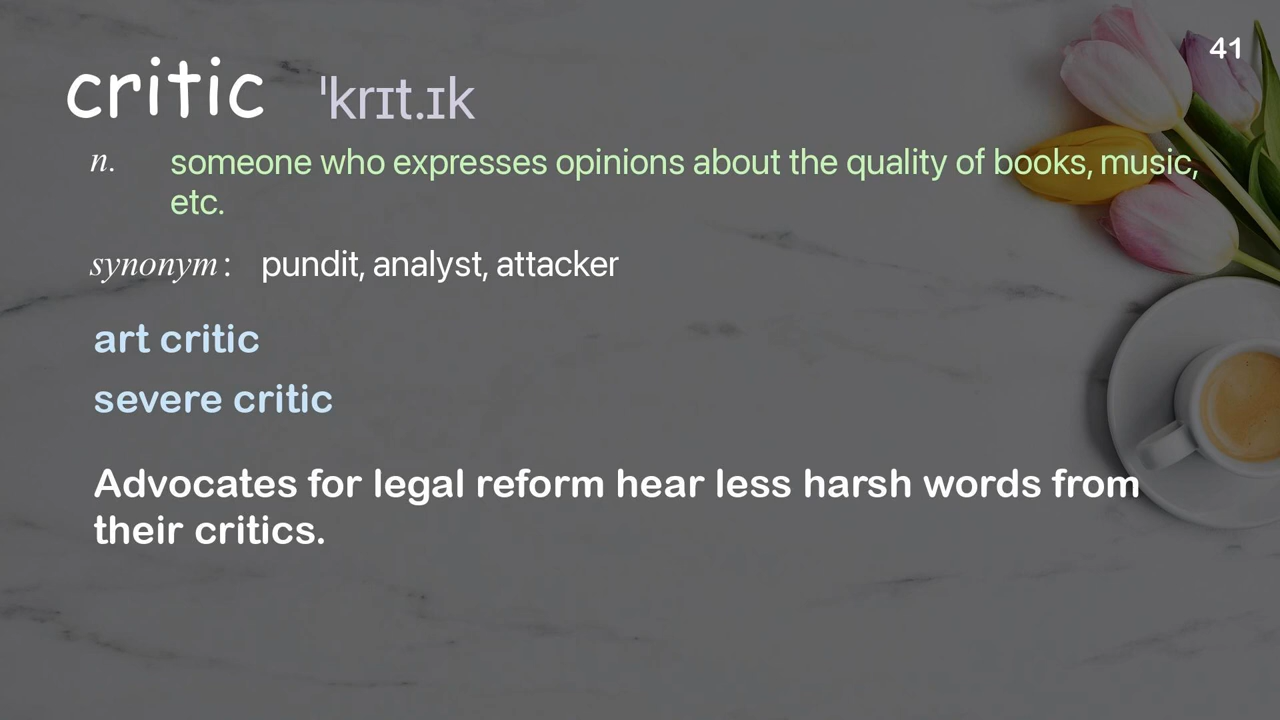 41
critic ˈkrɪt.ɪk
n. someone who expresses opinions about the quality of books, music,
etc.
synonym: pundit, analyst, attacker
art critic
severe critic
Advocates for legal reform hear less harsh words from
their critics.